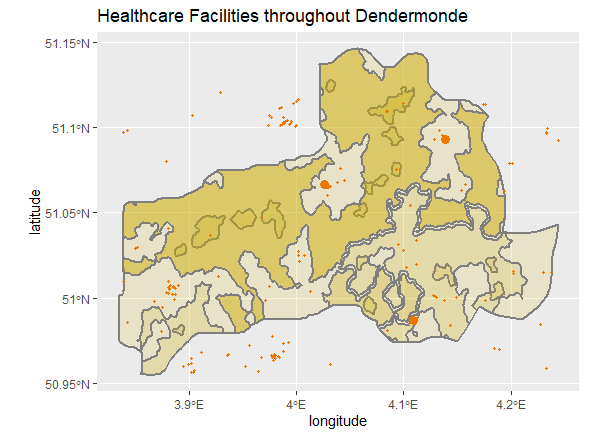 Healthcare Facilities throughout Dendermonde
51.15°N
51.1°N
51.05°N
51°N
50.95°N
latitude
3.9°E
4°E
4.1°E
4.2°E
longitude